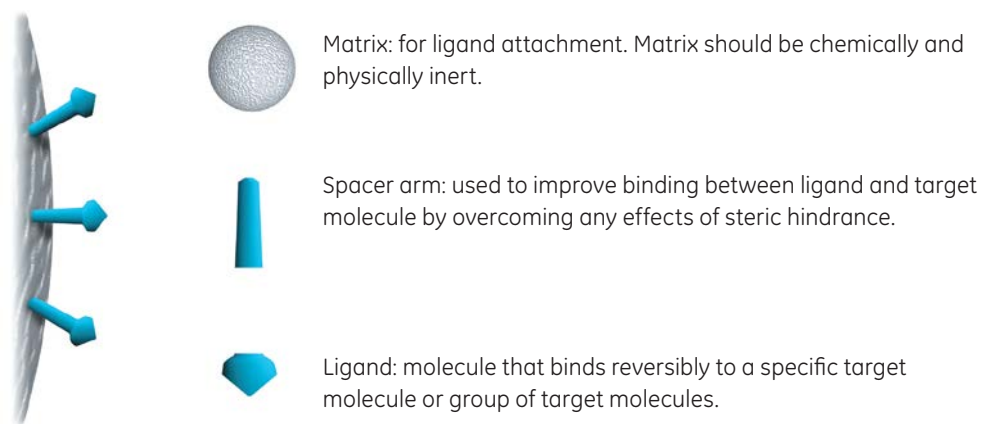 Matrix: for ligand attachment. Matrix should be chemically and
physically inert.
Spacer arm: used to improve binding between ligand and target
molecule by overcoming any effects of steric hindrance.
Ligand: molecule that binds reversibly to a specific target
molecule or group of target molecules.